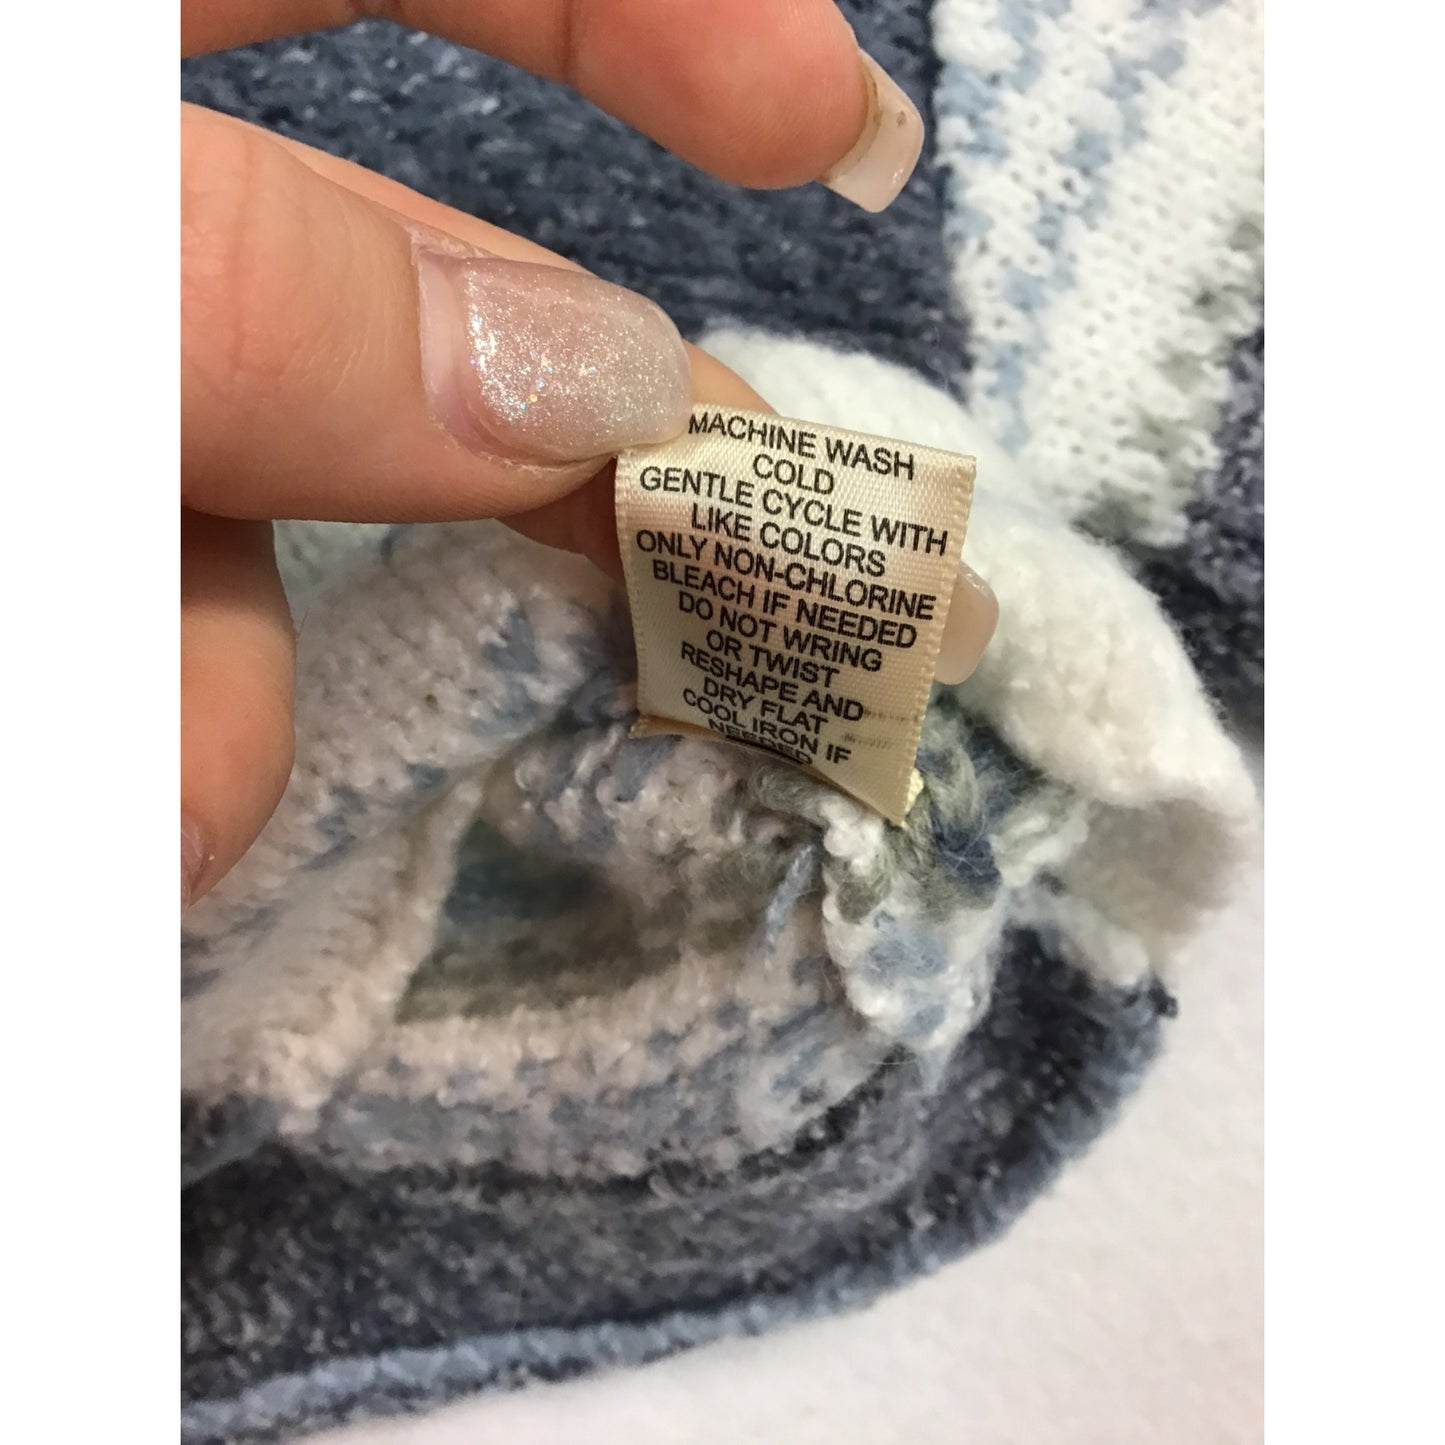 MACHINE WASH
COLD
GENTLE CYCLE WITH
LIKE COLORS
ONLY NON-CHLORINE
BLEACH IF NEEDED
DO NOT WRING
OR TWIST
RESHAPE AND
DRY FLAT
COOL IRON IF
NEEDED